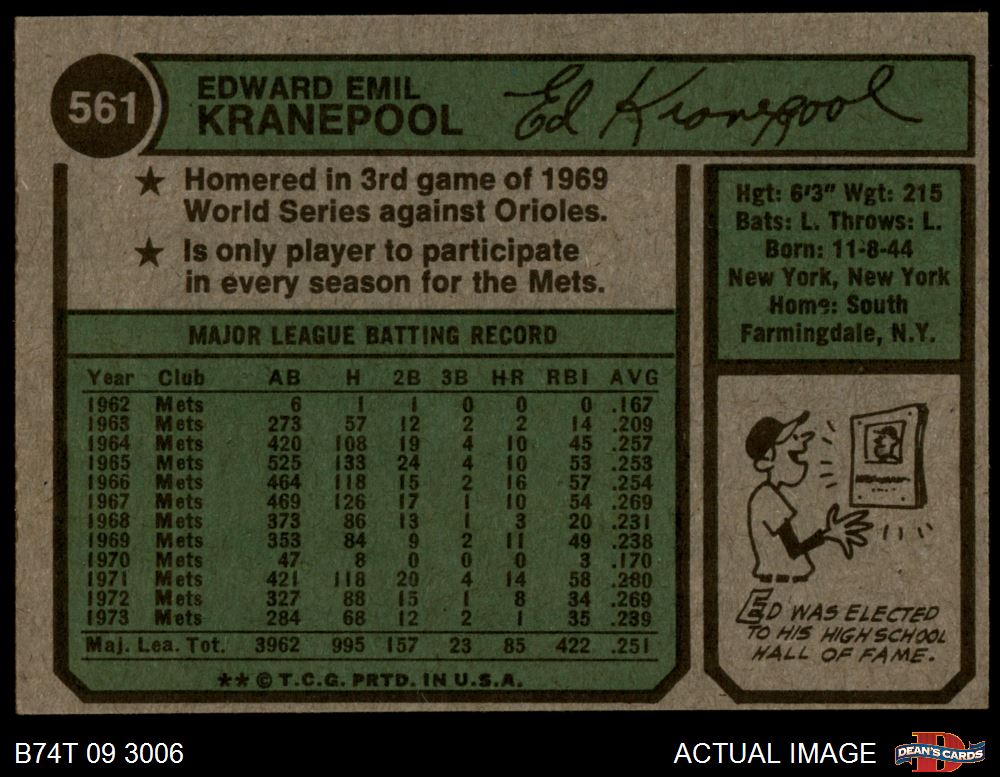 561
EDWARD EMIL
KRANEPOOL
Ed Kranepool
★ Homered in 3rd game of 1969
World Series against Orioles.
★ Is only player to participate
in every season for the Mets.
Hgt: 6'3" Wgt: 215
Bats: L. Throws: L.
Born: 11-8-44
New York, New York
Home: South
Farmingdale, N.Y.
MAJOR LEAGUE BATTING RECORD
Year Club AB H 2B 3B HR RBI AVG
1962 Mets 6 1 1 0 0 0 .167
1963 Mets 273 57 12 2 2 14 .209
1964 Mets 420 108 19 4 10 45 .257
1965 Mets 525 133 24 4 10 53 .253
1966 Mets 464 118 15 2 16 57 .254
1967 Mets 469 126 17 1 10 54 .269
1968 Mets 373 86 13 1 3 20 .231
1969 Mets 353 84 9 2 11 49 .238
1970 Mets 47 8 0 0 0 3 .170
1971 Mets 421 118 20 4 14 58 .280
1972 Mets 327 88 15 1 8 34 .269
1973 Mets 284 68 12 2 1 35 .239
Maj. Lea. Tot. 3962 995 157 23 85 422 .251
★★ © T.C.G. PRTD. IN U.S.A.
ED WAS ELECTED
TO HIS HIGH SCHOOL
HALL OF FAME.
B74T 09 3006
ACTUAL IMAGE
D
DEAN'S CARDS